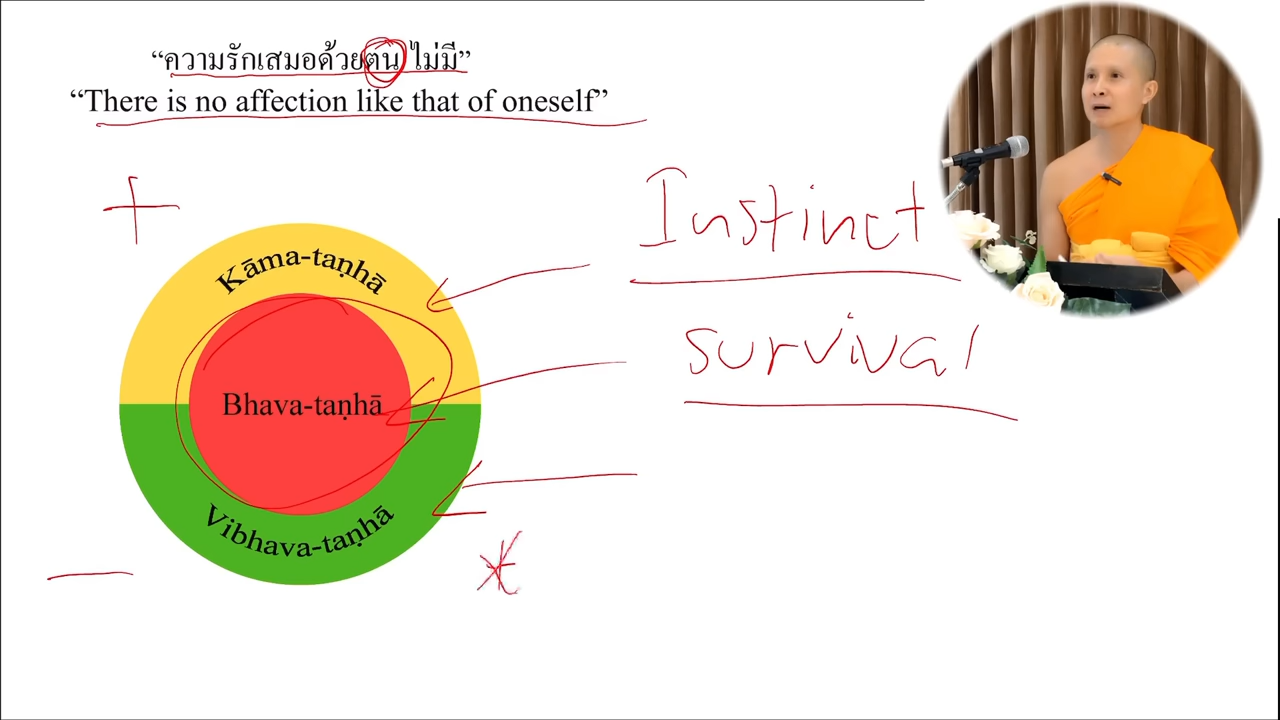 “ความรักเสมอด้วยตน ไม่มี”
“There is no affection like that of oneself”
+
Instinct
Kāma-taṇhā
survival
Bhava-taṇhā
Vibhava-taṇhā
—
*